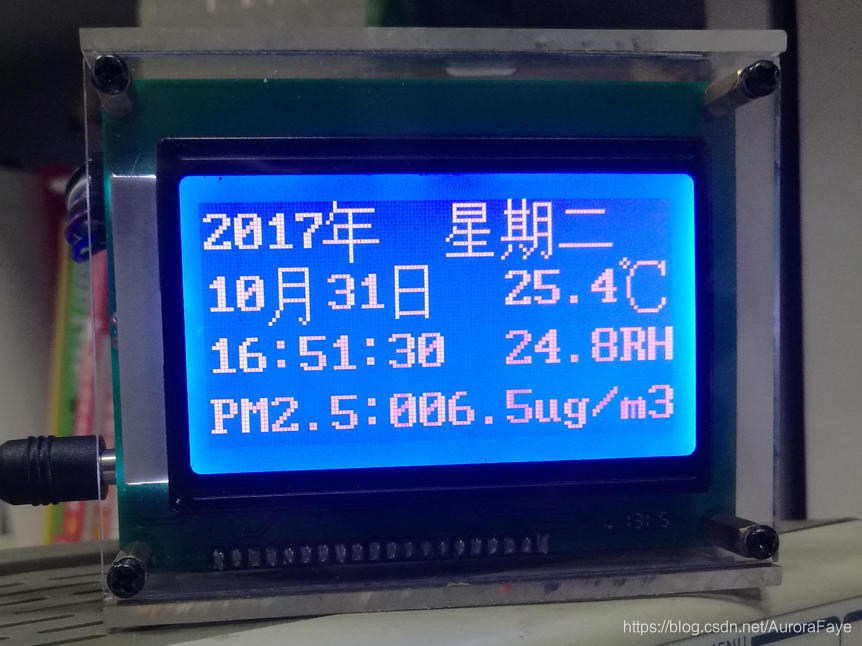 2017年 星期二
10月31日 25.4℃
16:51:30 24.8RH
PM2.5:006.5ug/m3
https://blog.csdn.net/AuroraFaye